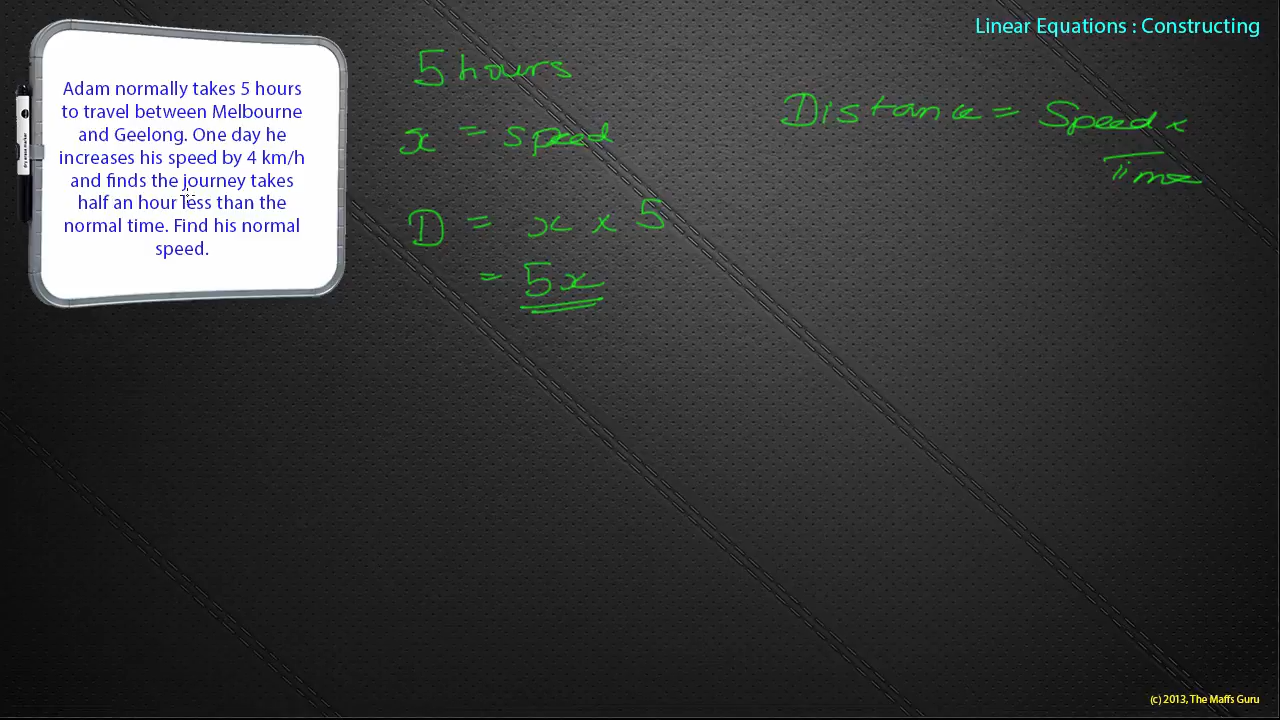 Linear Equations : Constructing
Adam normally takes 5 hours
to travel between Melbourne
and Geelong. One day he
increases his speed by 4 km/h
and finds the journey takes
half an hour less than the
normal time. Find his normal
speed.
5 hours
x = speed
D = x × 5
= 5x
Distance = Speed ×
Time
(c) 2013, The Maffs Guru